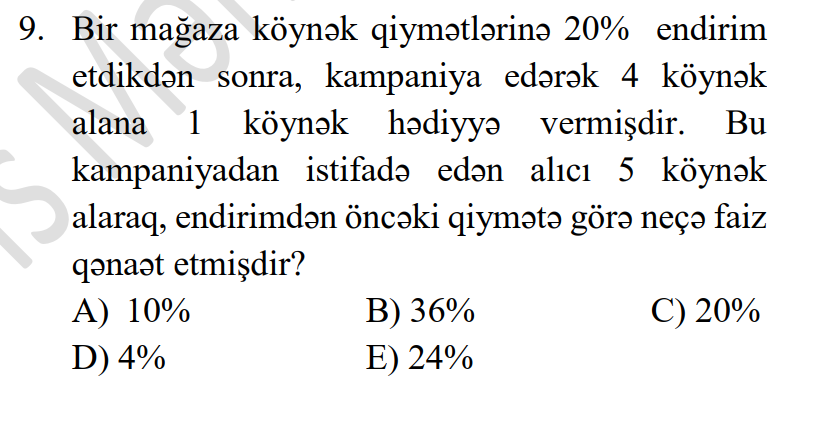 9. Bir mağaza köynək qiymətlərinə 20% endirim
etdikdən sonra, kampaniya edərək 4 köynək
alana 1 köynək hədiyyə vermişdir. Bu
kampaniyadan istifadə edən alıcı 5 köynək
alaraq, endirimdən öncəki qiymətə görə neçə faiz
qənaət etmişdir?
A) 10% B) 36% C) 20%
D) 4% E) 24%